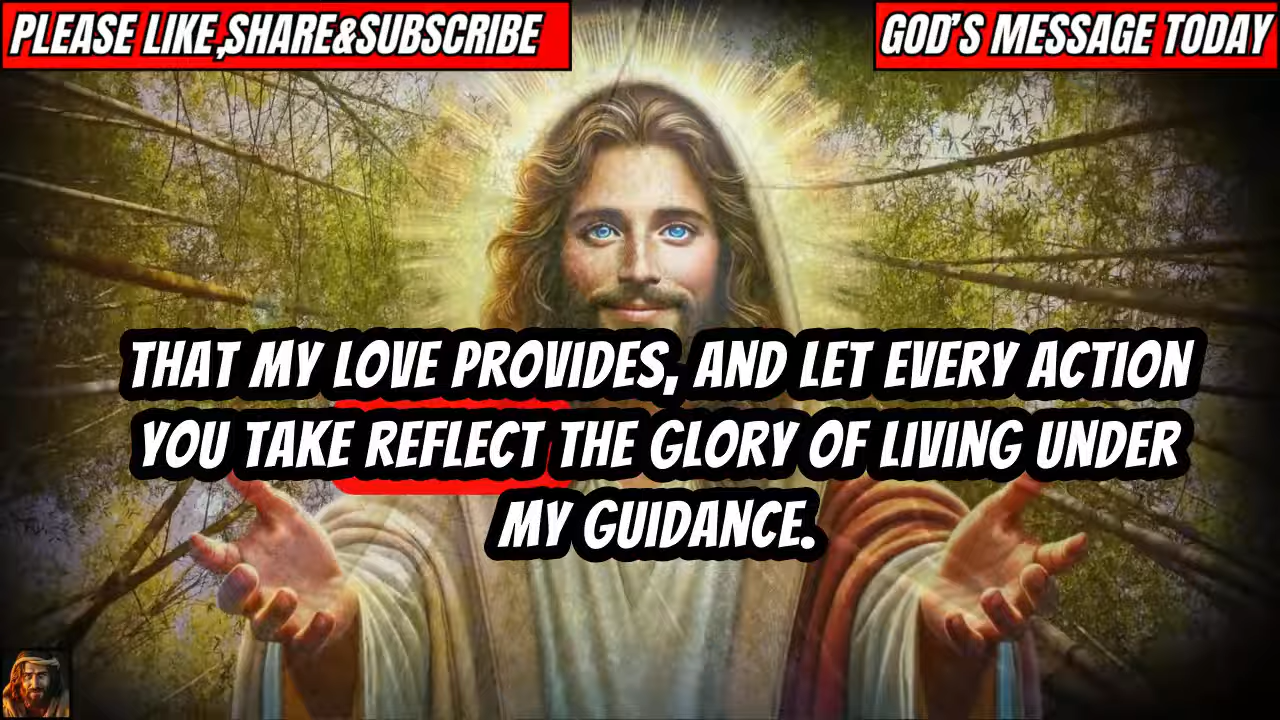 PLEASE LIKE,SHARE&SUBSCRIBE
GOD'S MESSAGE TODAY
THAT MY LOVE PROVIDES, AND LET EVERY ACTION
YOU TAKE REFLECT THE GLORY OF LIVING UNDER
MY GUIDANCE.